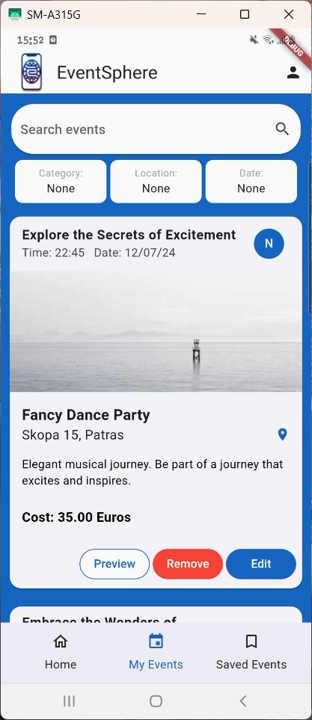 SM-A315G
15:52
DEBUG
EventSphere
Search events
Category:
None
Location:
None
Date:
None
Explore the Secrets of Excitement
Time: 22:45 Date: 12/07/24
N
Fancy Dance Party
Skopa 15, Patras
Elegant musical journey. Be part of a journey that
excites and inspires.
Cost: 35.00 Euros
Preview
Remove
Edit
Embrace the Wonders of
Home
My Events
Saved Events